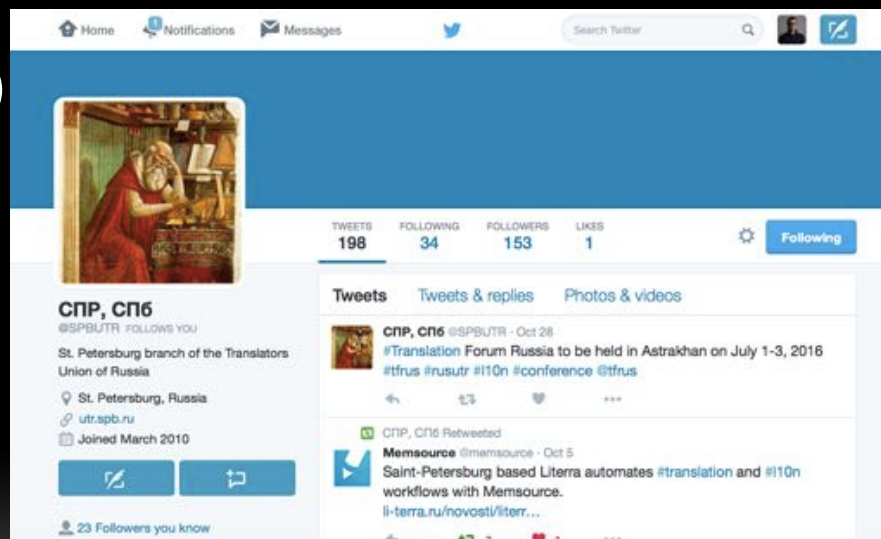 Home
1
Notifications
Messages
Search Twitter
TWEETS
198
FOLLOWING
34
FOLLOWERS
153
LIKES
1
Following
СПР, СПб
@SPBUTR FOLLOWS YOU
St. Petersburg branch of the Translators
Union of Russia
St. Petersburg, Russia
utr.spb.ru
Joined March 2010
23 Followers you know
Tweets Tweets & replies Photos & videos
СПР, СПб @SPBUTR · Oct 28
#Translation Forum Russia to be held in Astrakhan on July 1-3, 2016
#tfrus #rusutr #l10n #conference @tfrus
СПР, СПб Retweeted
Memsource @memsource · Oct 5
Saint-Petersburg based Literra automates #translation and #l10n
workflows with Memsource.
li-terra.ru/novosti/literr...